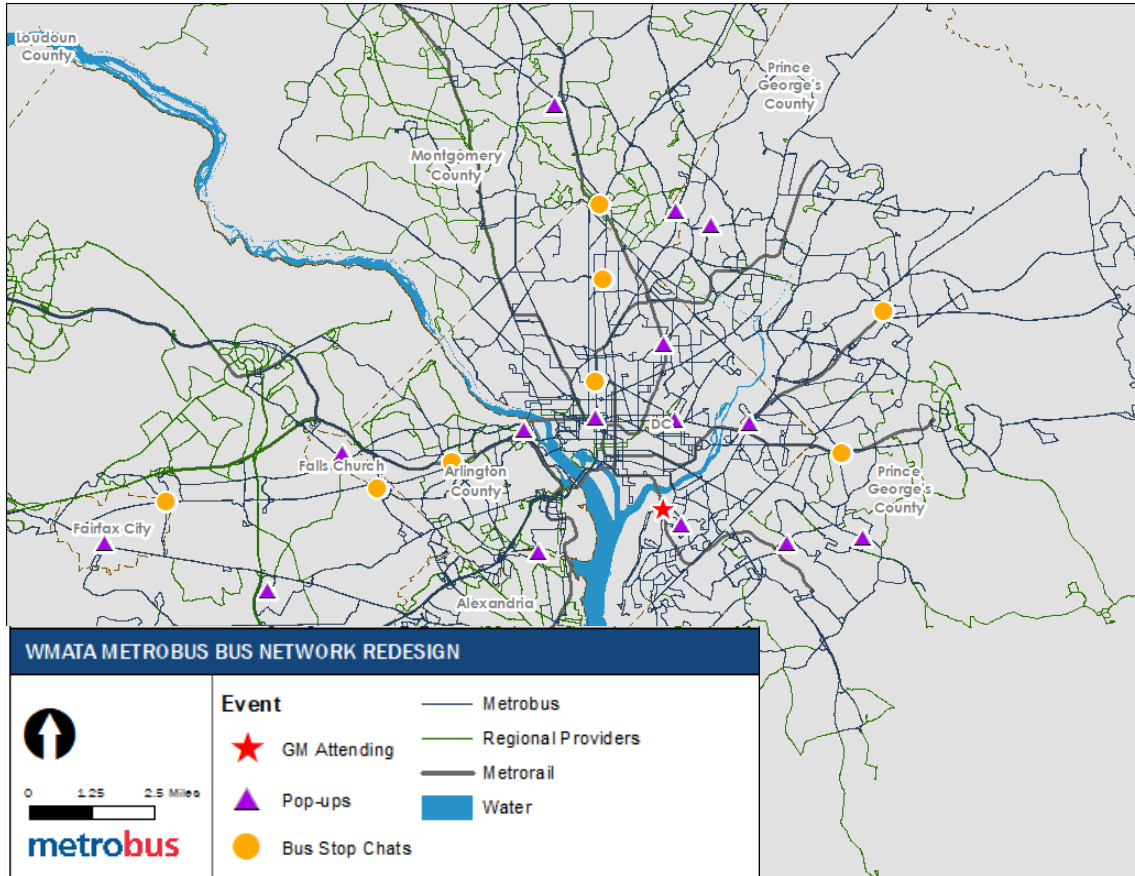 Loudoun
County
Prince
George's
County
Montgomery
County
DC
Falls Church
Arlington
County
Prince
George's
County
Fairfax City
Alexandria
WMATA METROBUS BUS NETWORK REDESIGN
Event
GM Attending
Pop-ups
Bus Stop Chats
Metrobus
Regional Providers
Metrorail
Water
0 1.25 2.5 Miles
metrobus